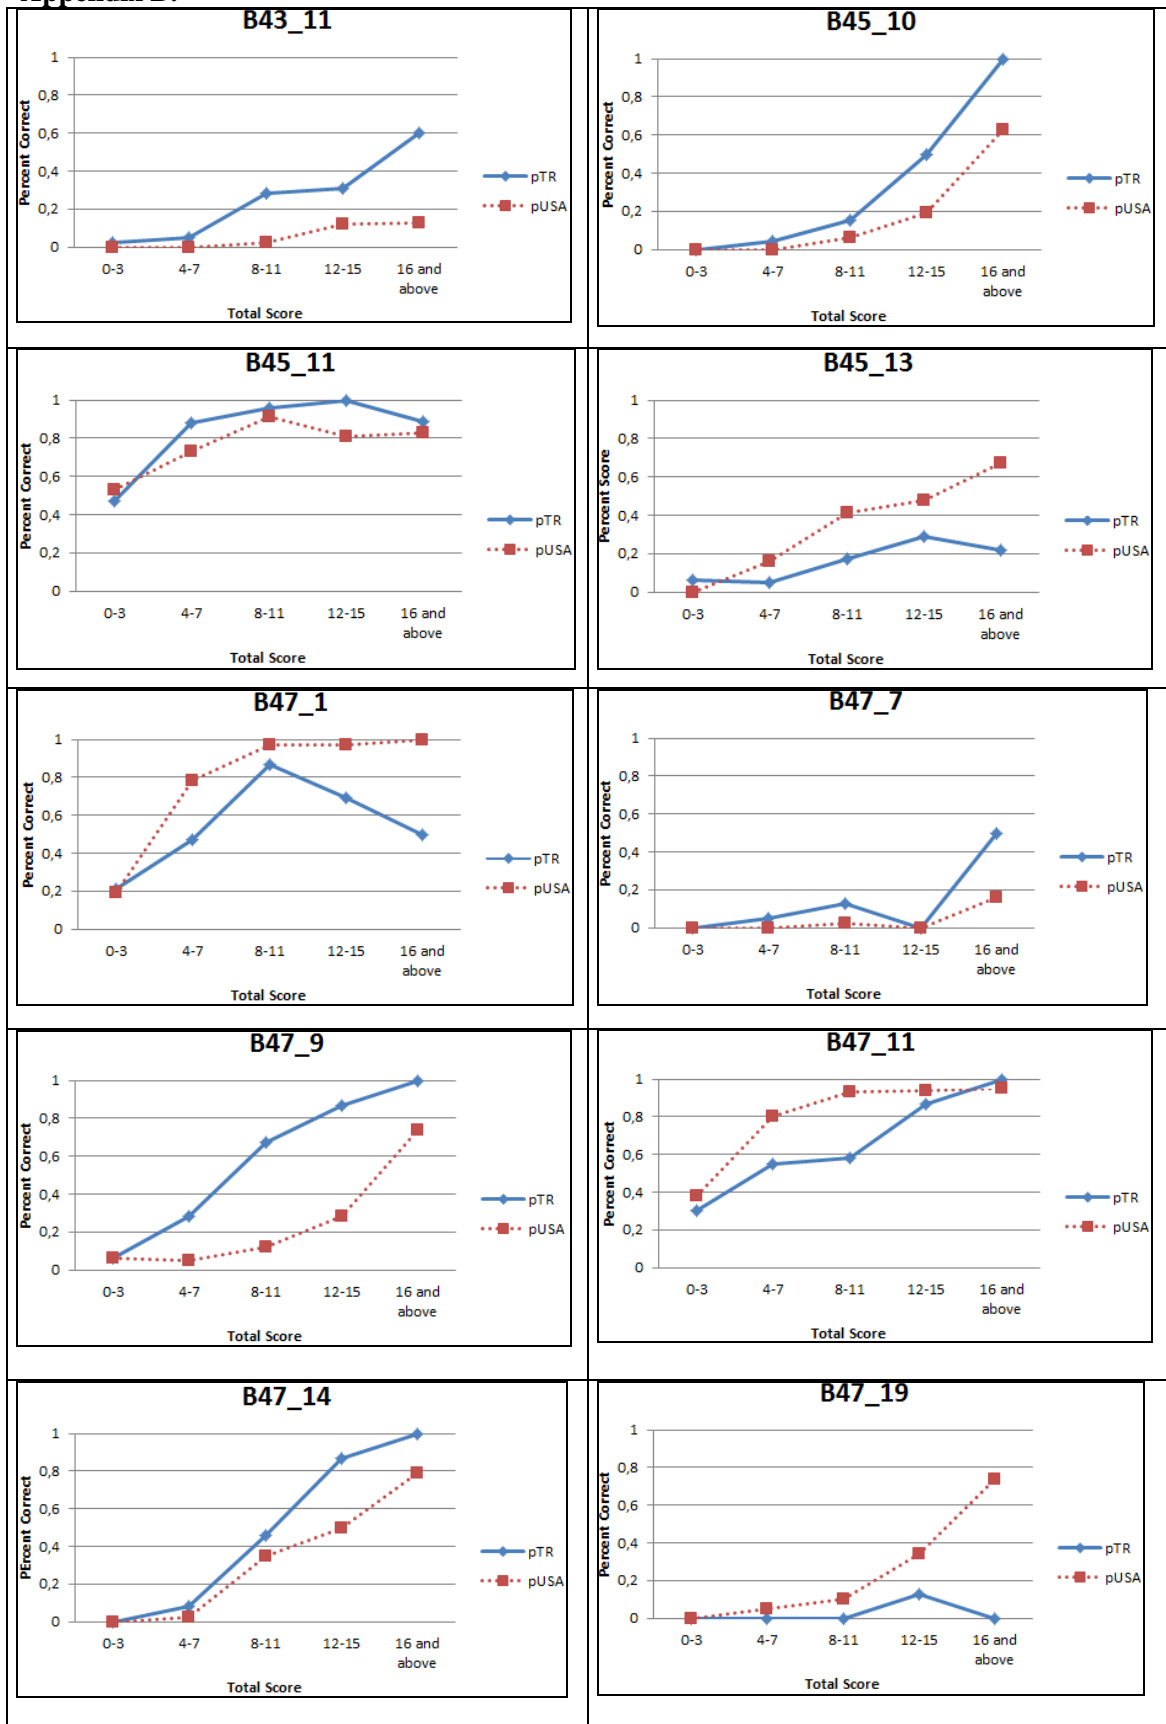 Appendix
B43_11
Percent Correct
1
0,8
0,6
0,4
0,2
0
0-3 4-7 8-11 12-15 16 and
above
Total Score
pTR
pUSA
B45_10
Percent Correct
1
0,8
0,6
0,4
0,2
0
0-3 4-7 8-11 12-15 16 and
above
Total Score
pTR
pUSA
B45_11
Percent Correct
1
0,8
0,6
0,4
0,2
0
0-3 4-7 8-11 12-15 16 and
above
Total Score
pTR
pUSA
B45_13
Percent Score
1
0,8
0,6
0,4
0,2
0
0-3 4-7 8-11 12-15 16 and
above
Total Score
pTR
pUSA
B47_1
Percent Correct
1
0,8
0,6
0,4
0,2
0
0-3 4-7 8-11 12-15 16 and
above
Total Score
pTR
pUSA
B47_7
Percent Correct
1
0,8
0,6
0,4
0,2
0
0-3 4-7 8-11 12-15 16 and
above
Total Score
pTR
pUSA
B47_9
Percent Correct
1
0,8
0,6
0,4
0,2
0
0-3 4-7 8-11 12-15 16 and
above
Total Score
pTR
pUSA
B47_11
Percent Correct
1
0,8
0,6
0,4
0,2
0
0-3 4-7 8-11 12-15 16 and
above
Total Score
pTR
pUSA
B47_14
PErcent Correct
1
0,8
0,6
0,4
0,2
0
0-3 4-7 8-11 12-15 16 and
above
Total Score
pTR
pUSA
B47_19
Percent Correct
1
0,8
0,6
0,4
0,2
0
0-3 4-7 8-11 12-15 16 and
above
Total Score
pTR
pUSA